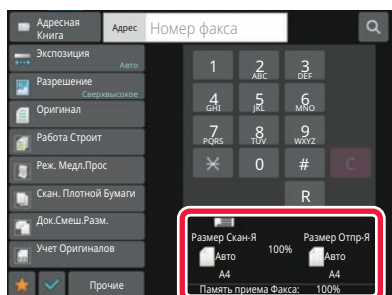 Адресная
Книга
Адрес
Номер факса
Экспозиция
Авто
Разрешение
Сверхвысокое
Оригинал
Работа Строит
Реж. Медл.Прос
Скан. Плотной Бумаги
Док.Смеш.Разм.
Учет Оригиналов
Прочие
1
2
ABC
3
DEF
4
GHI
5
JKL
6
MNO
7
PQRS
8
TUV
9
WXYZ
0
#
C
R
Размер Скан-Я
100%
Размер Отпр-Я
Авто
Авто
A4
A4
Память приема Факса: 100%